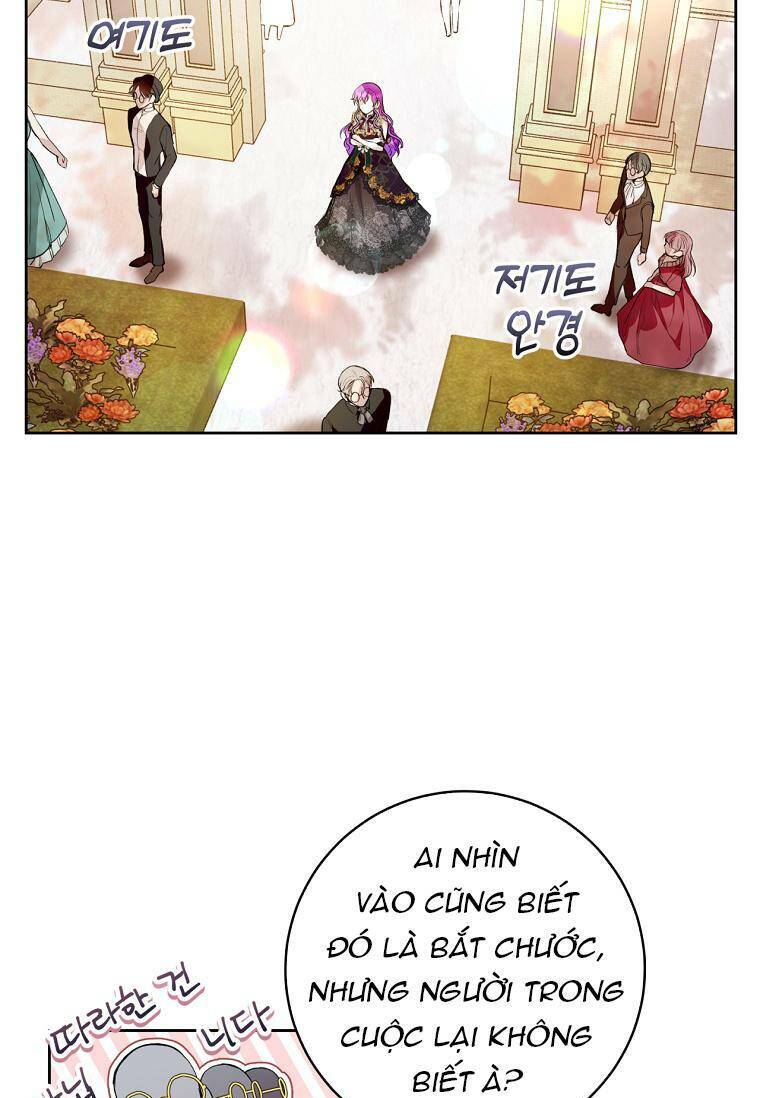 여기도
저기도
안경
AI NHÌN
VÀO CŨNG BIẾT
ĐÓ LÀ BẮT CHƯỚC,
NHƯNG NGƯỜI TRONG
CUỘC LẠI KHÔNG
BIẾT À?
따라한 건
니다